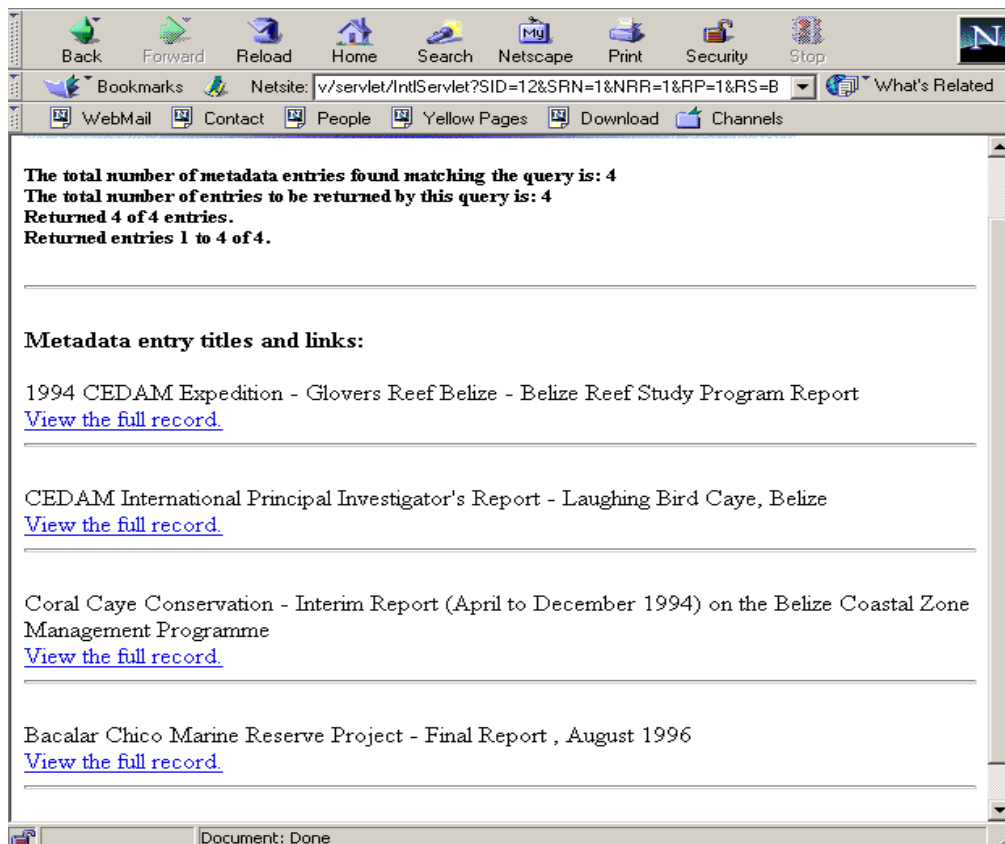 Back Forward Reload Home Search Netscape Print Security Stop
My
N
Bookmarks Netsite: v/servlet/IntlServlet?SID=12&SRN=1&NRR=1&RP=1&RS=B What's Related
WebMail Contact People Yellow Pages Download Channels
The total number of metadata entries found matching the query is: 4
The total number of entries to be returned by this query is: 4
Returned 4 of 4 entries.
Returned entries 1 to 4 of 4.
Metadata entry titles and links:
1994 CEDAM Expedition - Glovers Reef Belize - Belize Reef Study Program Report
View the full record.
CEDAM International Principal Investigator's Report - Laughing Bird Caye, Belize
View the full record.
Coral Caye Conservation - Interim Report (April to December 1994) on the Belize Coastal Zone
Management Programme
View the full record.
Bacalar Chico Marine Reserve Project - Final Report , August 1996
View the full record.
Document: Done